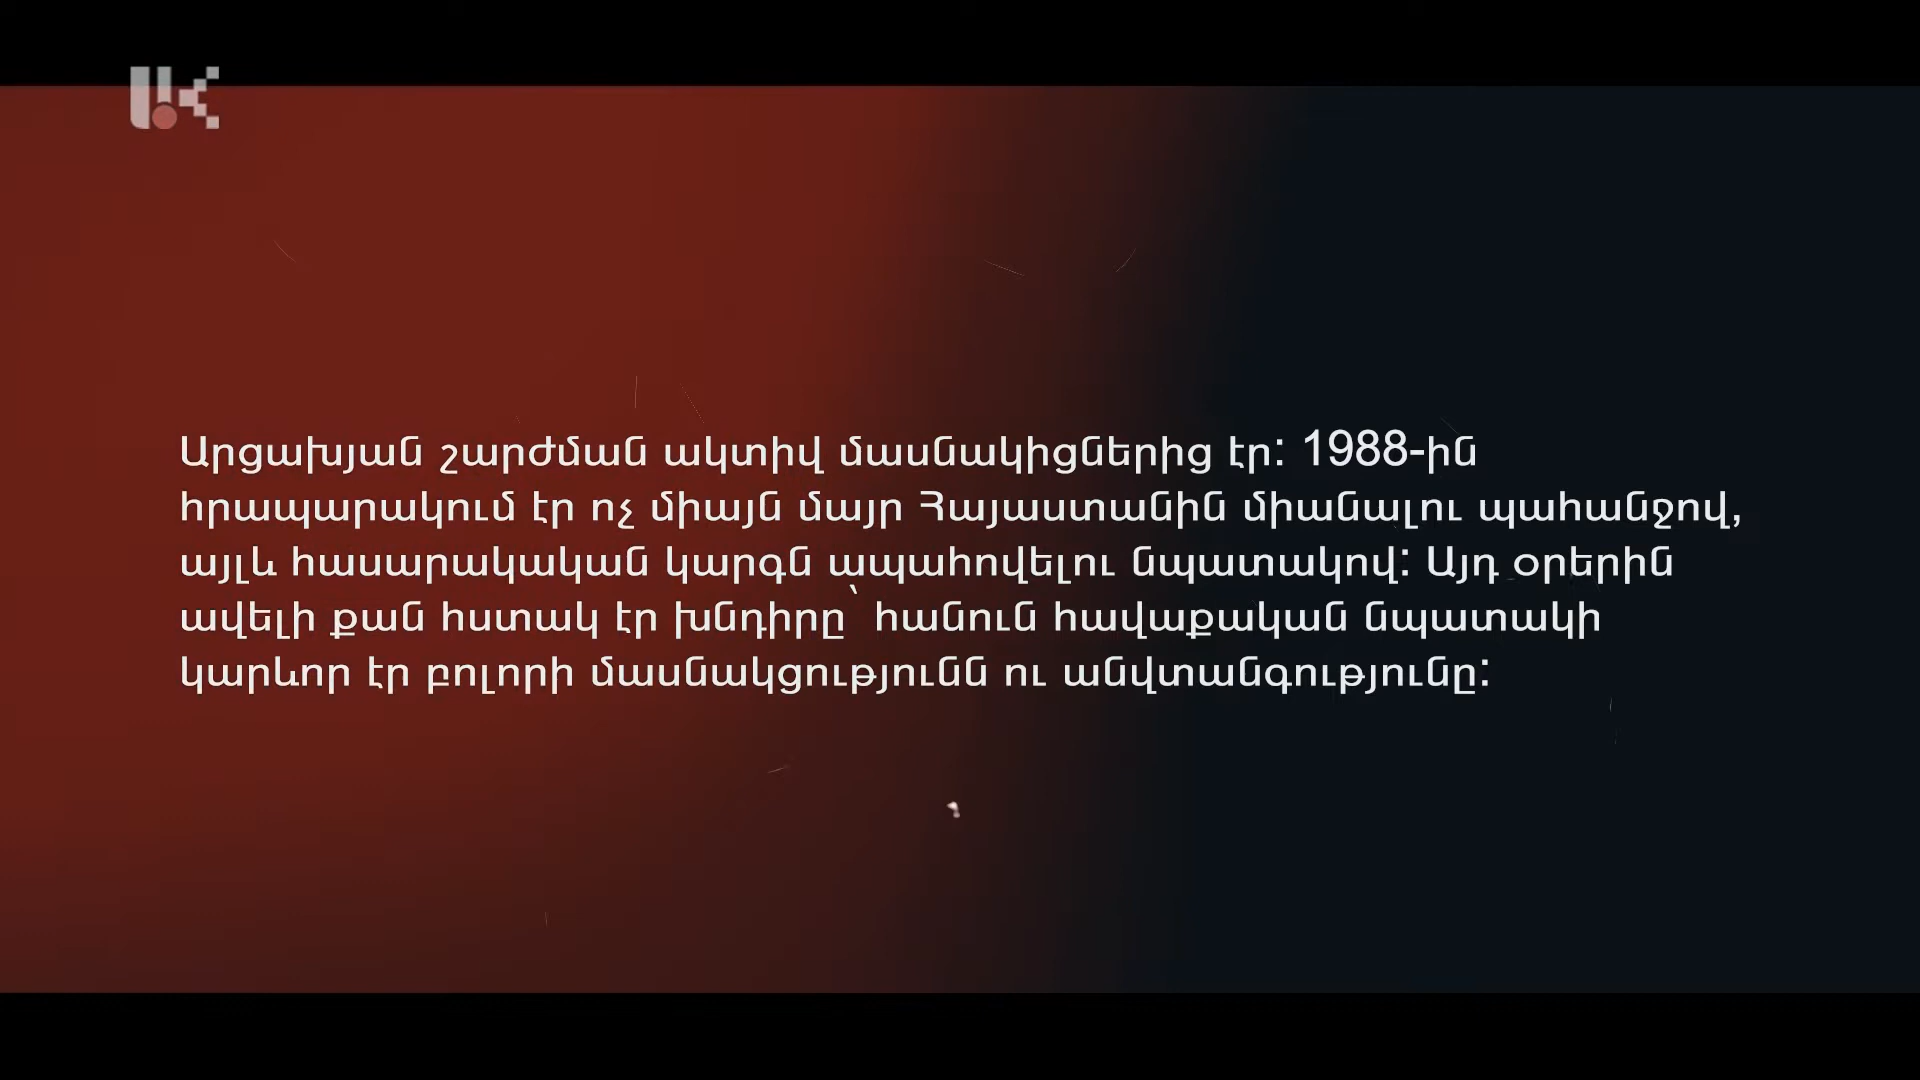 Արցախյան շարժման ակտիվ մասնակիցներից էր: 1988-ին
հրապարակում էր ոչ միայն մայր Հայաստանին միանալու պահանջով,
այլև հասարակական կարգն ապահովելու նպատակով: Այդ օրերին
ավելի քան հստակ էր խնդիրը՝ հանուն հավաքական նպատակի
կարևոր էր բոլորի մասնակցությունն ու անվտանգությունը: